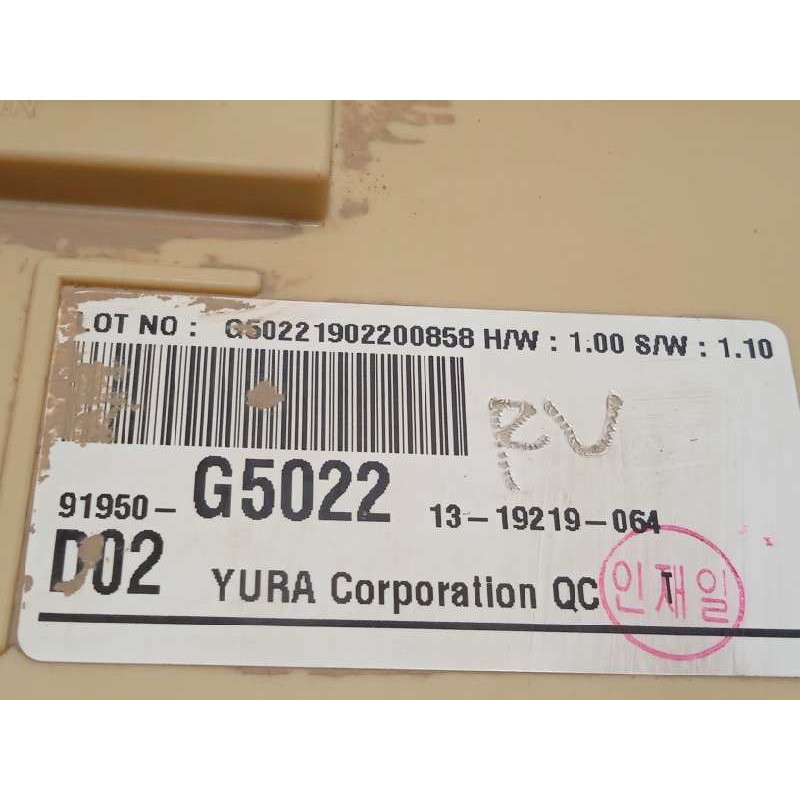 LOT NO : G50221902200858 H/W : 1.00 S/W : 1.10
RU
91950-G5022 13-19219-064
D02 YURA Corporation QC T
인재일